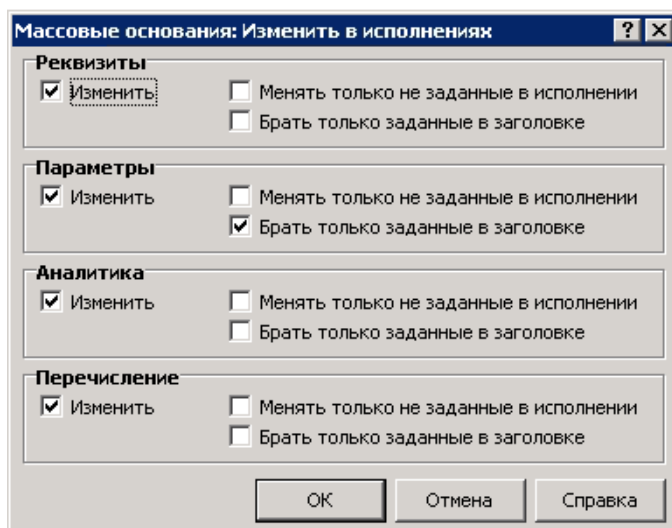 Массовые основания: Изменить в исполнениях ? X
Реквизиты
Изменить Менять только не заданные в исполнении
Брать только заданные в заголовке
Параметры
Изменить Менять только не заданные в исполнении
Брать только заданные в заголовке
Аналитика
Изменить Менять только не заданные в исполнении
Брать только заданные в заголовке
Перечисление
Изменить Менять только не заданные в исполнении
Брать только заданные в заголовке
ОК Отмена Справка